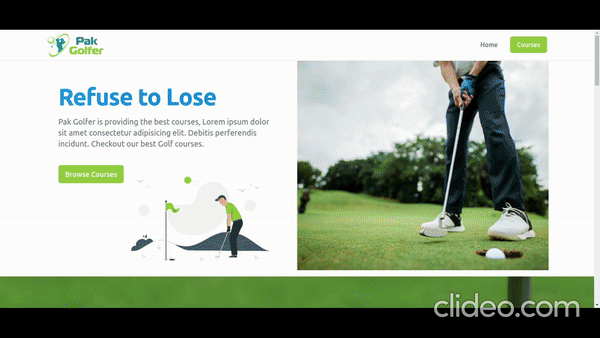 Pak
Golfer
Home
Courses
Refuse to Lose
Pak Golfer is providing the best courses, Lorem ipsum dolor
sit amet consectetur adipisicing elit. Debitis perferendis
incidunt. Checkout our best Golf courses.
Browse Courses
clideo.com